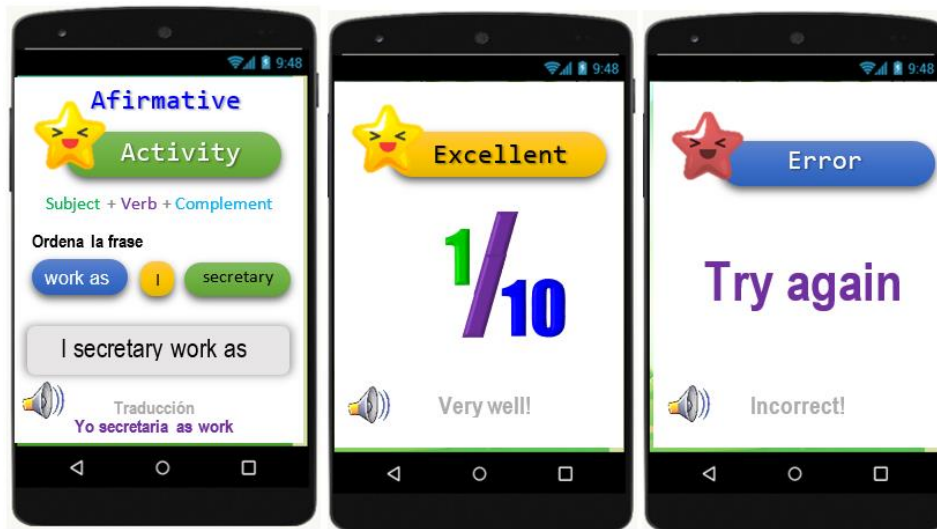 9:48
Afirmative
Activity
Subject + Verb + Complement
Ordena la frase
work as I secretary
I secretary work as
Traducción
Yo secretaria as work
9:48
Excellent
1/10
Very well!
9:48
Error
Try again
Incorrect!